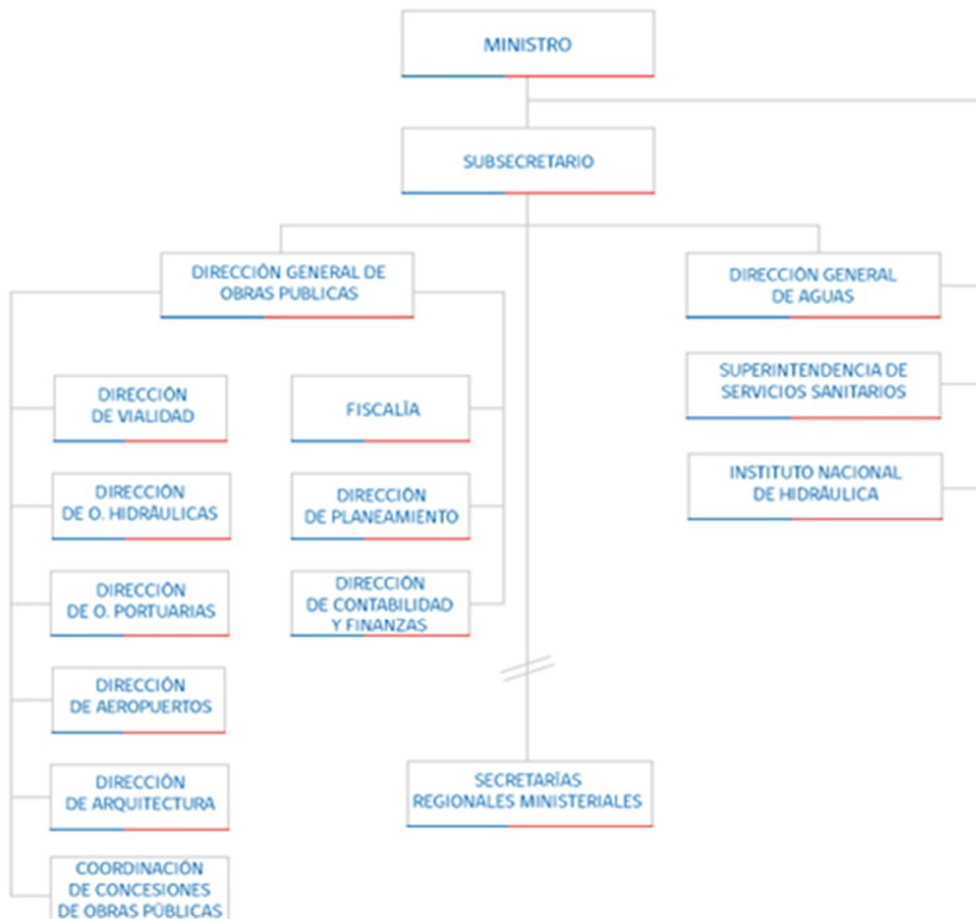 MINISTRO
SUBSECRETARIO
DIRECCIÓN GENERAL DE
OBRAS PUBLICAS
DIRECCIÓN GENERAL
DE AGUAS
DIRECCIÓN
DE VIALIDAD
FISCALÏA
SUPERINTENDENCIA DE
SERVICIOS SANITARIOS
DIRECCIÓN
DE O. HIDRÁULICAS
DIRECCIÓN
DE PLANEAMIENTO
INSTITUTO NACIONAL
DE HIDRÁULICA
DIRECCIÓN
DE O. PORTUARIAS
DIRECCIÓN
DE CONTABILIDAD
Y FINANZAS
DIRECCIÓN
DE AEROPUERTOS
DIRECCIÓN
DE ARQUITECTURA
SECRETARÍAS
REGIONALES MINISTERIALES
COORDINACIÓN
DE CONCESIONES
DE OBRAS PÚBLICAS